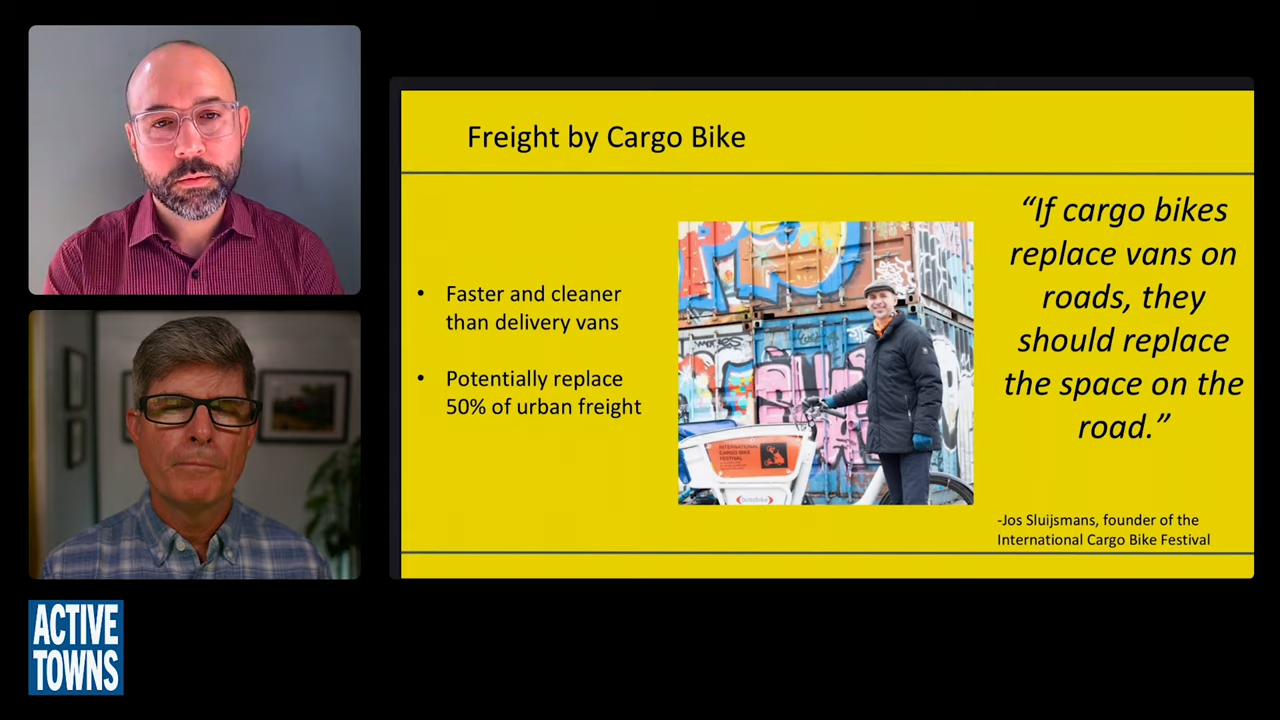 Freight by Cargo Bike
• Faster and cleaner
than delivery vans
• Potentially replace
50% of urban freight
INTERNATIONAL
CARGO BIKE
FESTIVAL
“If cargo bikes
replace vans on
roads, they
should replace
the space on the
road.”
-Jos Sluijsmans, founder of the
International Cargo Bike Festival
ACTIVE
TOWNS